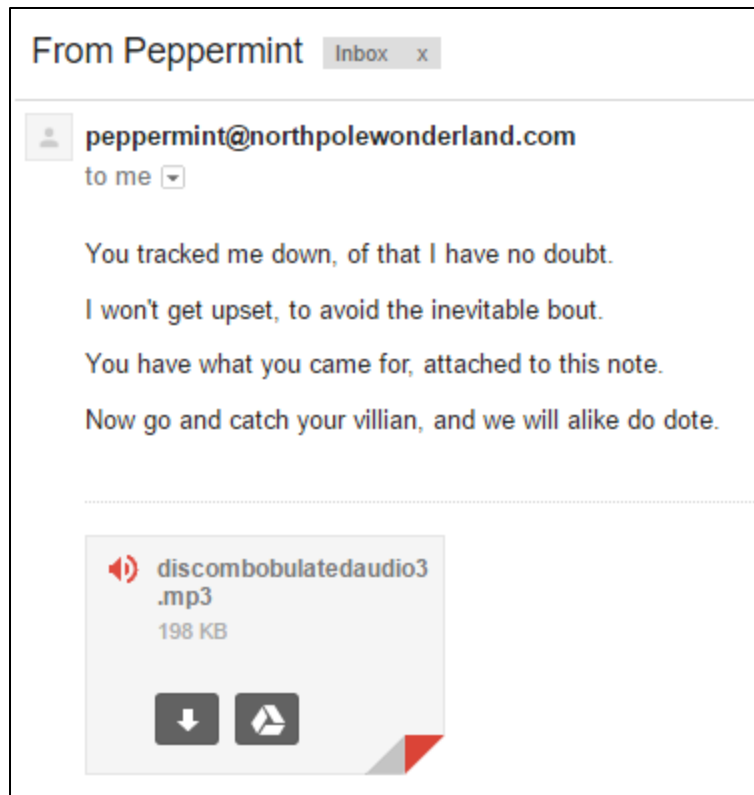 From Peppermint Inbox x
peppermint@northpolewonderland.com
to me
You tracked me down, of that I have no doubt.
I won't get upset, to avoid the inevitable bout.
You have what you came for, attached to this note.
Now go and catch your villian, and we will alike do dote.
discombobulatedaudio3
.mp3
198 KB